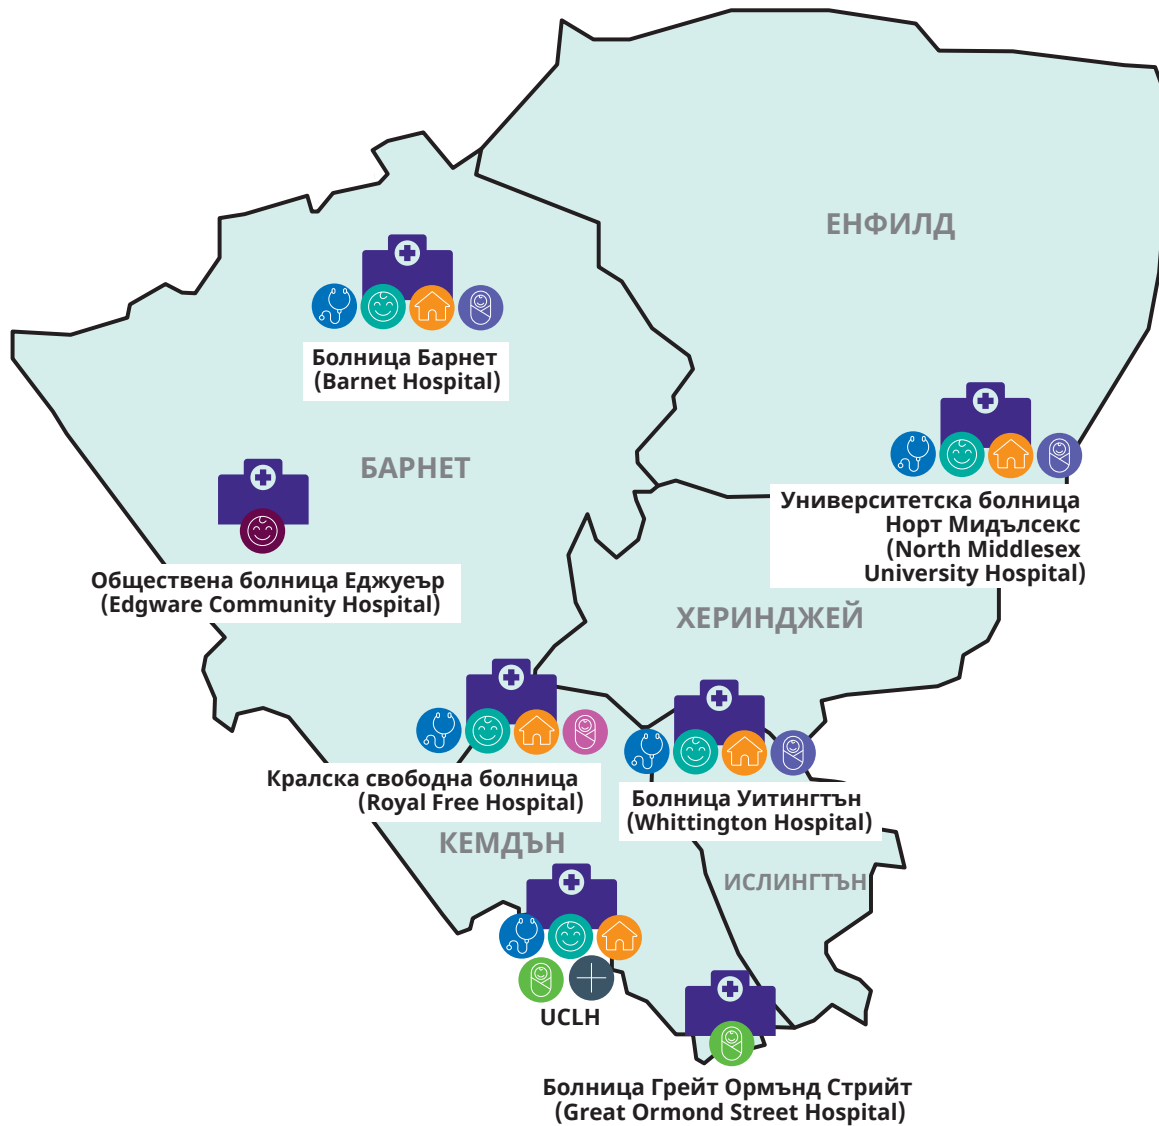 ЕНФИЛД
Болница Барнет
(Barnet Hospital)
БАРНЕТ
Университетска болница
Норт Мидълсекс
(North Middlesex
University Hospital)
Обществена болница Еджуеър
(Edgware Community Hospital)
ХЕРИНДЖЕЙ
Кралска свободна болница
(Royal Free Hospital)
Болница Уитингтън
(Whittington Hospital)
КЕМДЪН
ИСЛИНГТЪН
UCLH
Болница Грейт Ормънд Стрийт
(Great Ormond Street Hospital)